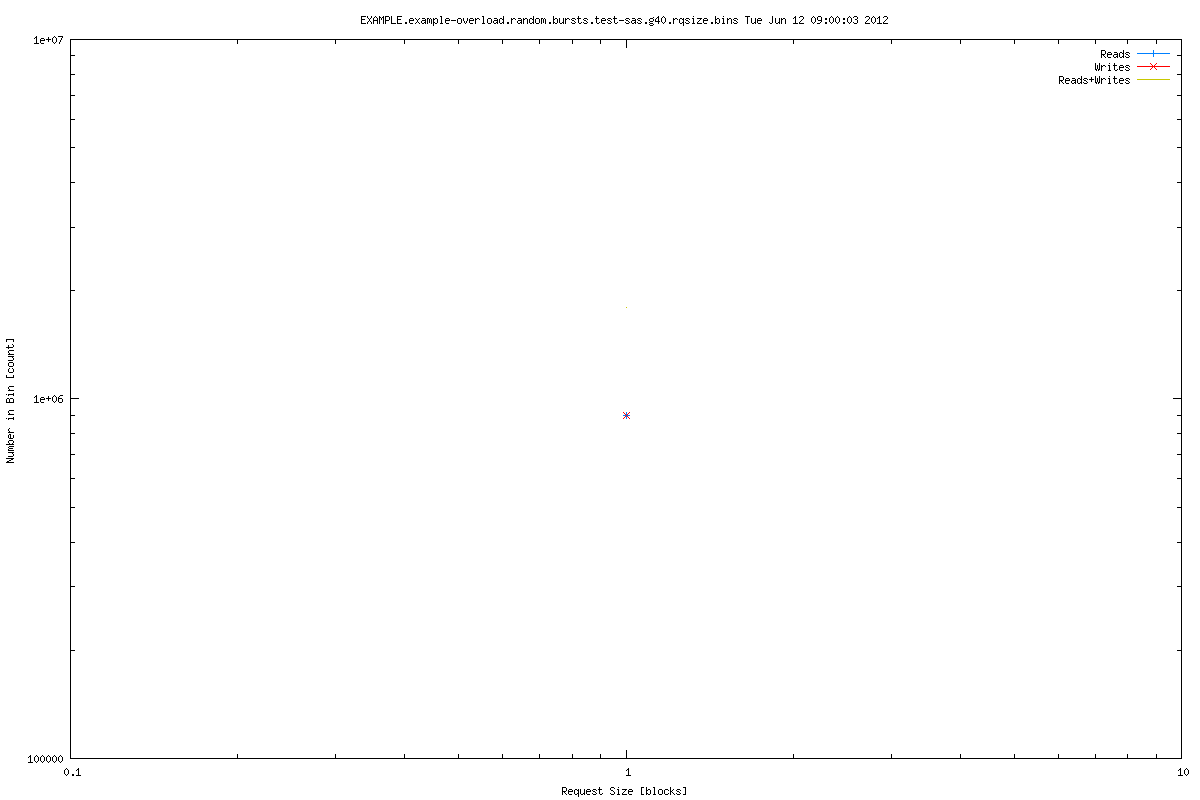 EXAMPLE.example-overload.random.bursts.test-sas.g40.rqsize.bins Tue Jun 12 09:00:03 2012
1e+07
Reads
Writes
Reads+Writes
Number in Bin [count]
1e+06
100000
0.1
1
10
Request Size [blocks]